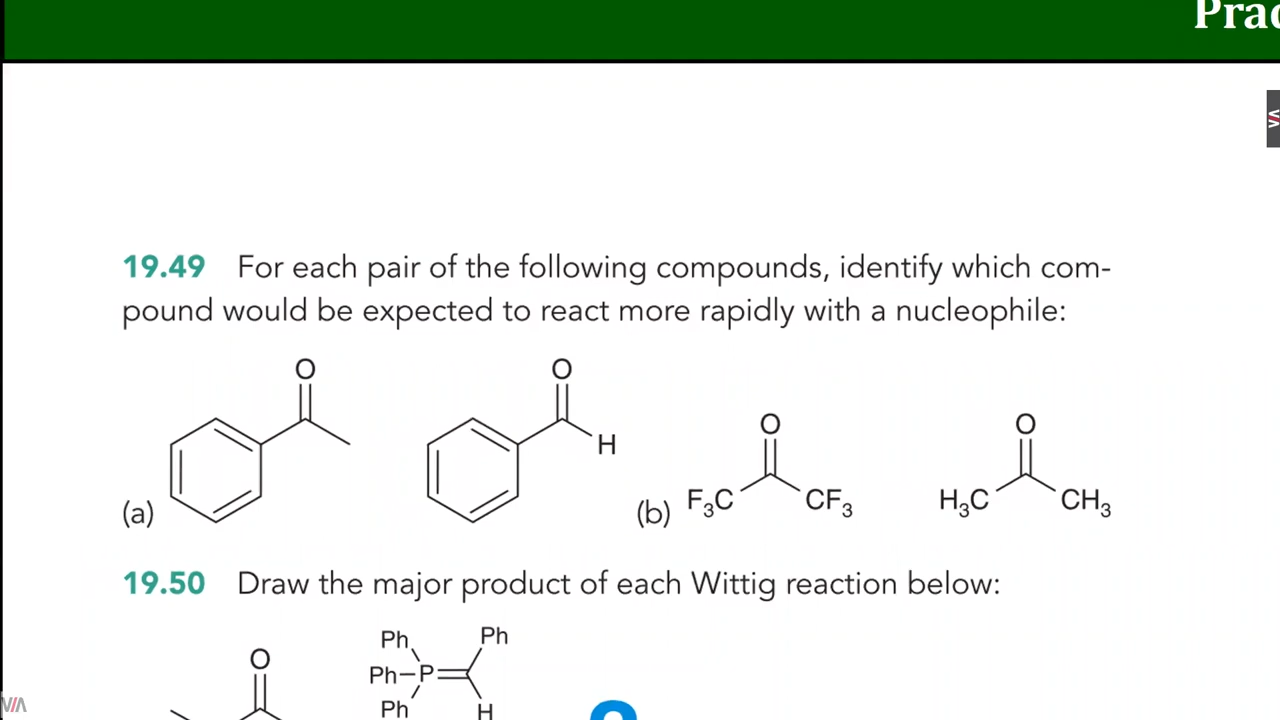 Prac
19.49 For each pair of the following compounds, identify which com-
pound would be expected to react more rapidly with a nucleophile:
O O
H
O O
(a) (b) F3C CF3 H3C CH3
19.50 Draw the major product of each Wittig reaction below:
Ph Ph
O Ph–P
Ph H